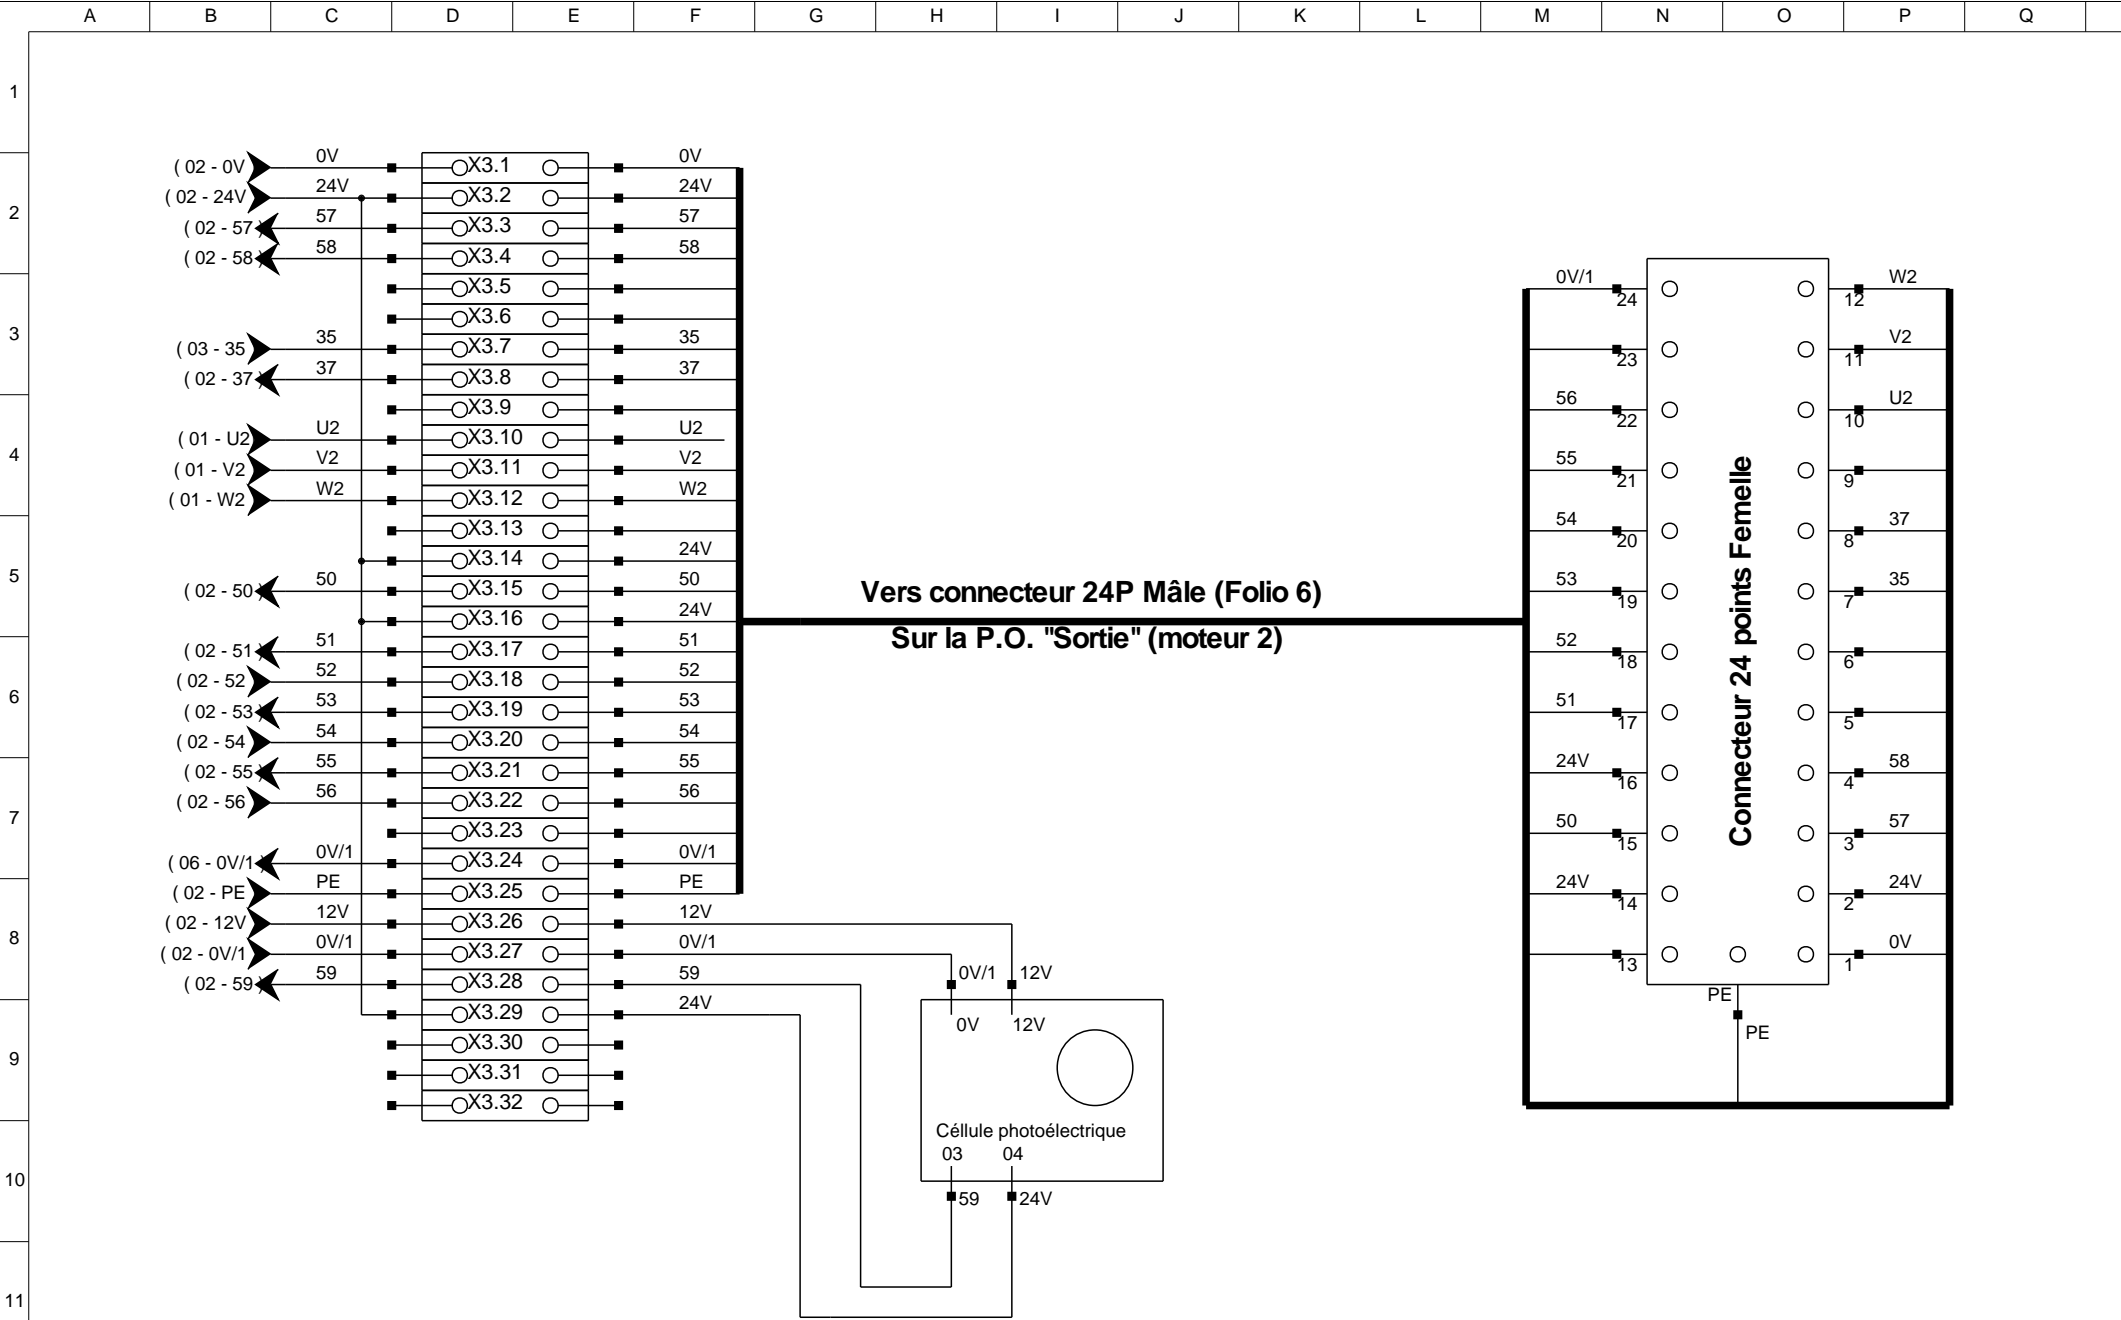 A B C D E F G H I J K L M N O P Q
1
2
3
4
5
6
7
8
9
10
11
( 02 - 0V 0V X3.1 0V
( 02 - 24V 24V X3.2 24V
( 02 - 57 ) 57 X3.3 57
( 02 - 58 ) 58 X3.4 58
X3.5
X3.6
( 03 - 35 35 X3.7 35
( 02 - 37 ) 37 X3.8 37
X3.9
( 01 - U2 U2 X3.10 U2
( 01 - V2 V2 X3.11 V2
( 01 - W2 W2 X3.12 W2
X3.13
X3.14 24V
( 02 - 50 ) 50 X3.15 50
X3.16 24V
( 02 - 51 ) 51 X3.17 51
( 02 - 52 52 X3.18 52
( 02 - 53 ) 53 X3.19 53
( 02 - 54 54 X3.20 54
( 02 - 55 ) 55 X3.21 55
( 02 - 56 56 X3.22 56
X3.23
( 06 - 0V/1 ) 0V/1 X3.24 0V/1
( 02 - PE PE X3.25 PE
( 02 - 12V 12V X3.26 12V
( 02 - 0V/1 0V/1 X3.27 0V/1
( 02 - 59 ) 59 X3.28 59
X3.29 24V
X3.30
X3.31
X3.32
Vers connecteur 24P Mâle (Folio 6)
Sur la P.O. "Sortie" (moteur 2)
0V/1 12V
0V 12V
Céllule photoélectrique
03 04
59 24V
Connecteur 24 points Femelle
0V/1 24 12 W2
23 11 V2
56 22 10 U2
55 21 9
54 20 8 37
53 19 7 35
52 18 6
51 17 5
24V 16 4 58
50 15 3 57
24V 14 2 24V
13 1 0V
PE
PE